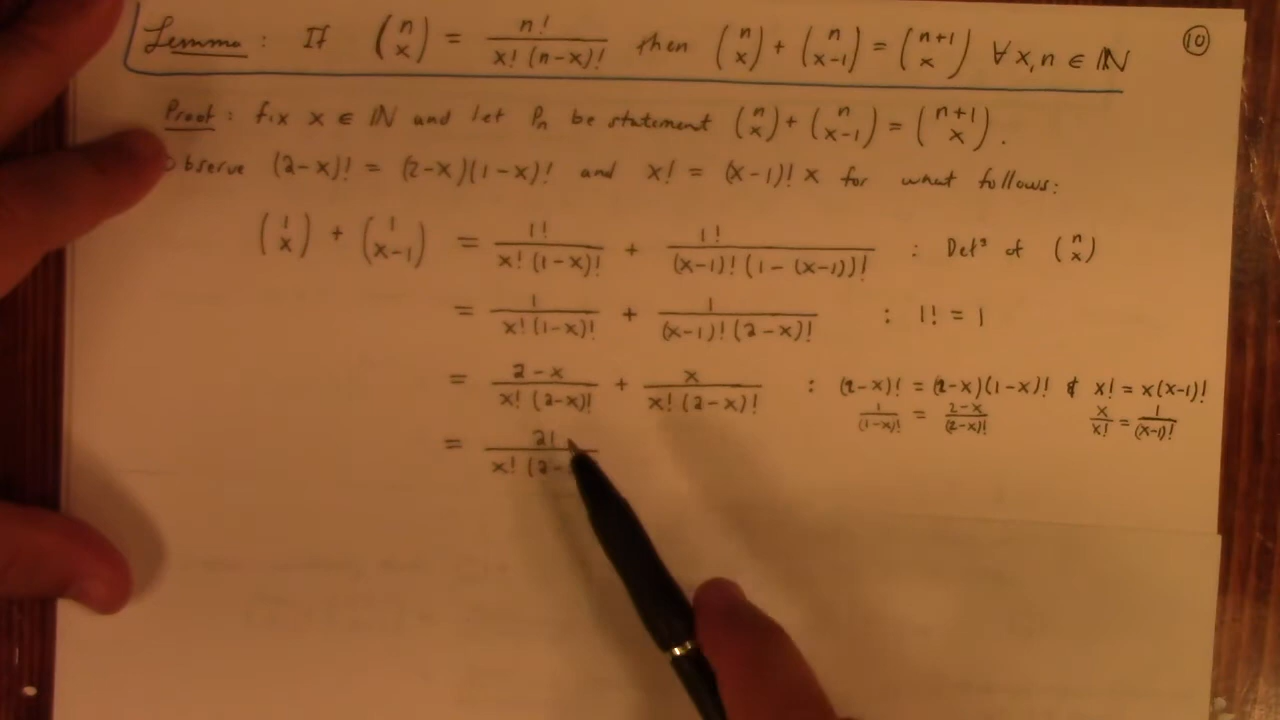 Lemma : If (n x) = n! / x! (n-x)! then (n x) + (n x-1) = (n+1 x) ∀ x, n ∈ ℕ
10
Proof : fix x ∈ ℕ and let Pn be statement (n x) + (n x-1) = (n+1 x) .
bserve (2-x)! = (2-x)(1-x)! and x! = (x-1)! x for what follows :
(1 x) + (1 x-1) = 1! / x! (1-x)! + 1! / (x-1)! (1 - (x-1))! : Def² of (n x)
= 1 / x! (1-x)! + 1 / (x-1)! (2-x)! : 1! = 1
= 2-x / x! (2-x)! + x / x! (2-x)! : (2-x)! = (2-x)(1-x)! & x! = x(x-1)!
1 / (1-x)! = 2-x / (2-x)! x / x! = 1 / (x-1)!
= 2! / x! (2-